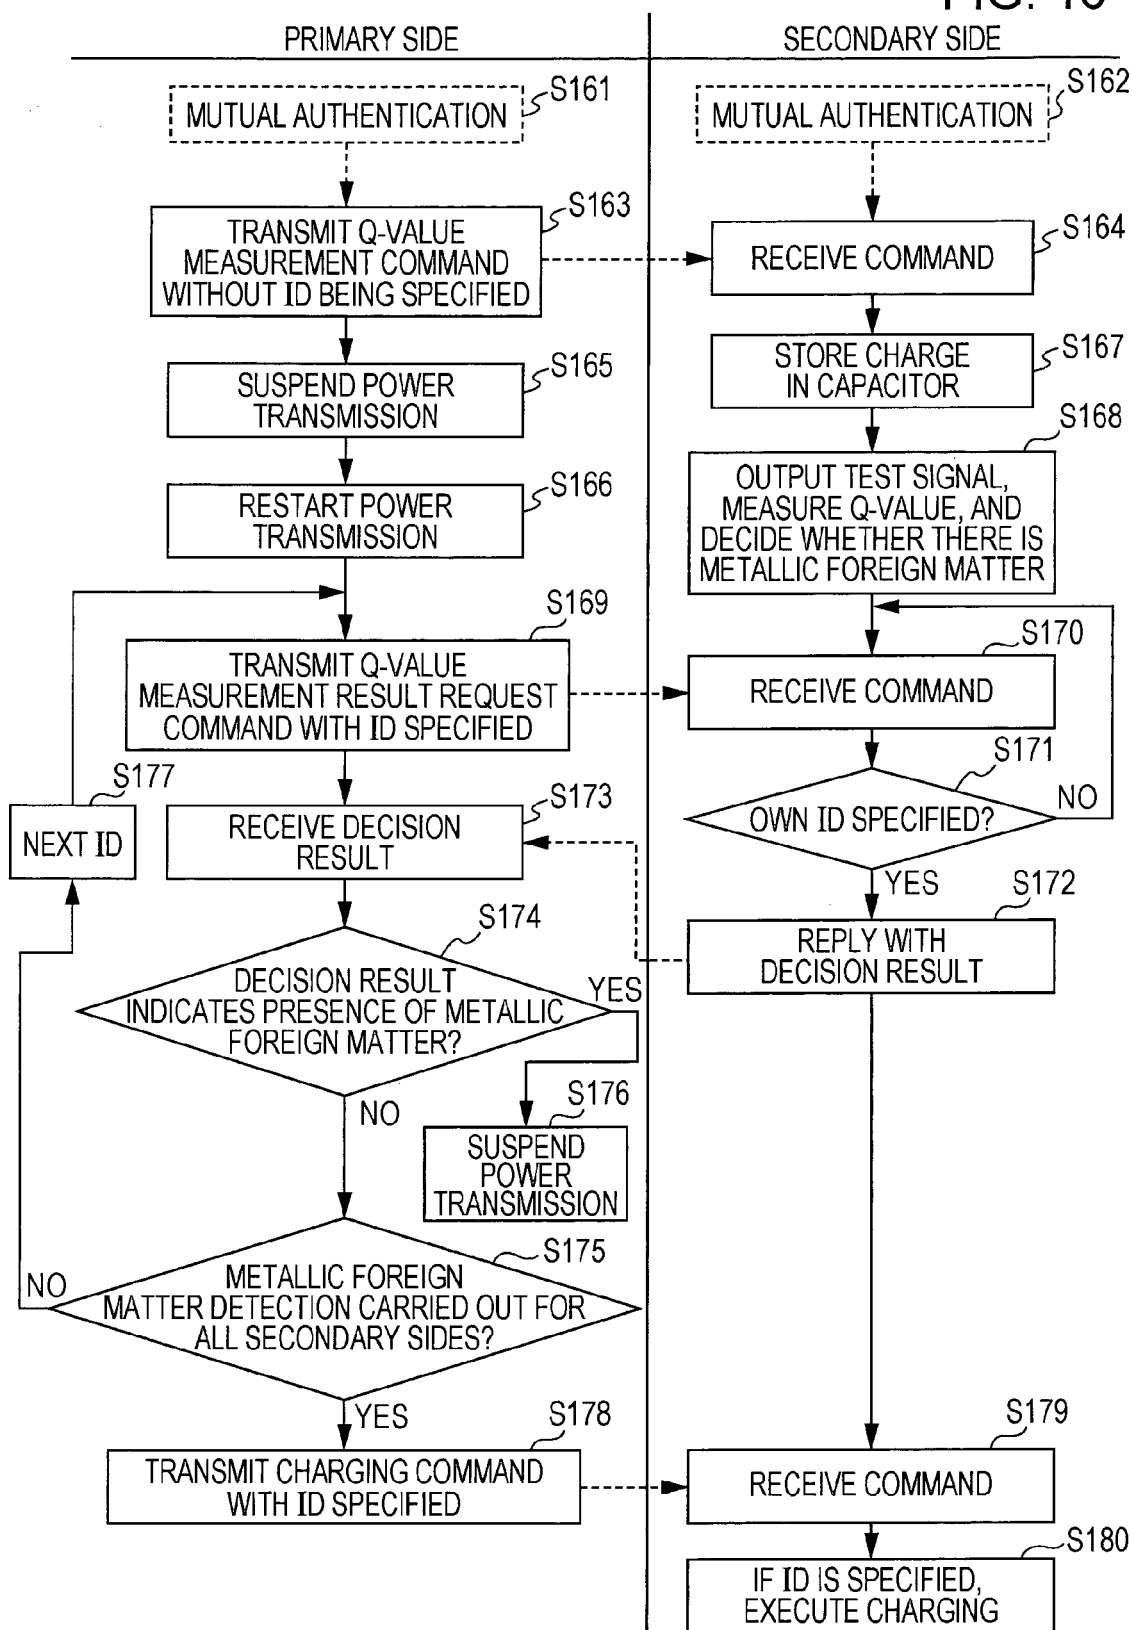 PRIMARY SIDE
SECONDARY SIDE
S161
MUTUAL AUTHENTICATION
S162
MUTUAL AUTHENTICATION
S163
TRANSMIT Q-VALUE
MEASUREMENT COMMAND
WITHOUT ID BEING SPECIFIED
S164
RECEIVE COMMAND
S165
SUSPEND POWER
TRANSMISSION
S167
STORE CHARGE
IN CAPACITOR
S166
RESTART POWER
TRANSMISSION
S168
OUTPUT TEST SIGNAL,
MEASURE Q-VALUE, AND
DECIDE WHETHER THERE IS
METALLIC FOREIGN MATTER
S169
TRANSMIT Q-VALUE
MEASUREMENT RESULT REQUEST
COMMAND WITH ID SPECIFIED
S170
RECEIVE COMMAND
S171
OWN ID SPECIFIED?
NO
YES
S177
NEXT ID
S173
RECEIVE DECISION
RESULT
S172
REPLY WITH
DECISION RESULT
S174
DECISION RESULT
INDICATES PRESENCE OF METALLIC
FOREIGN MATTER?
YES
NO
S176
SUSPEND
POWER
TRANSMISSION
S175
METALLIC FOREIGN
MATTER DETECTION CARRIED OUT FOR
ALL SECONDARY SIDES?
NO
YES
S178
TRANSMIT CHARGING COMMAND
WITH ID SPECIFIED
S179
RECEIVE COMMAND
S180
IF ID IS SPECIFIED,
EXECUTE CHARGING